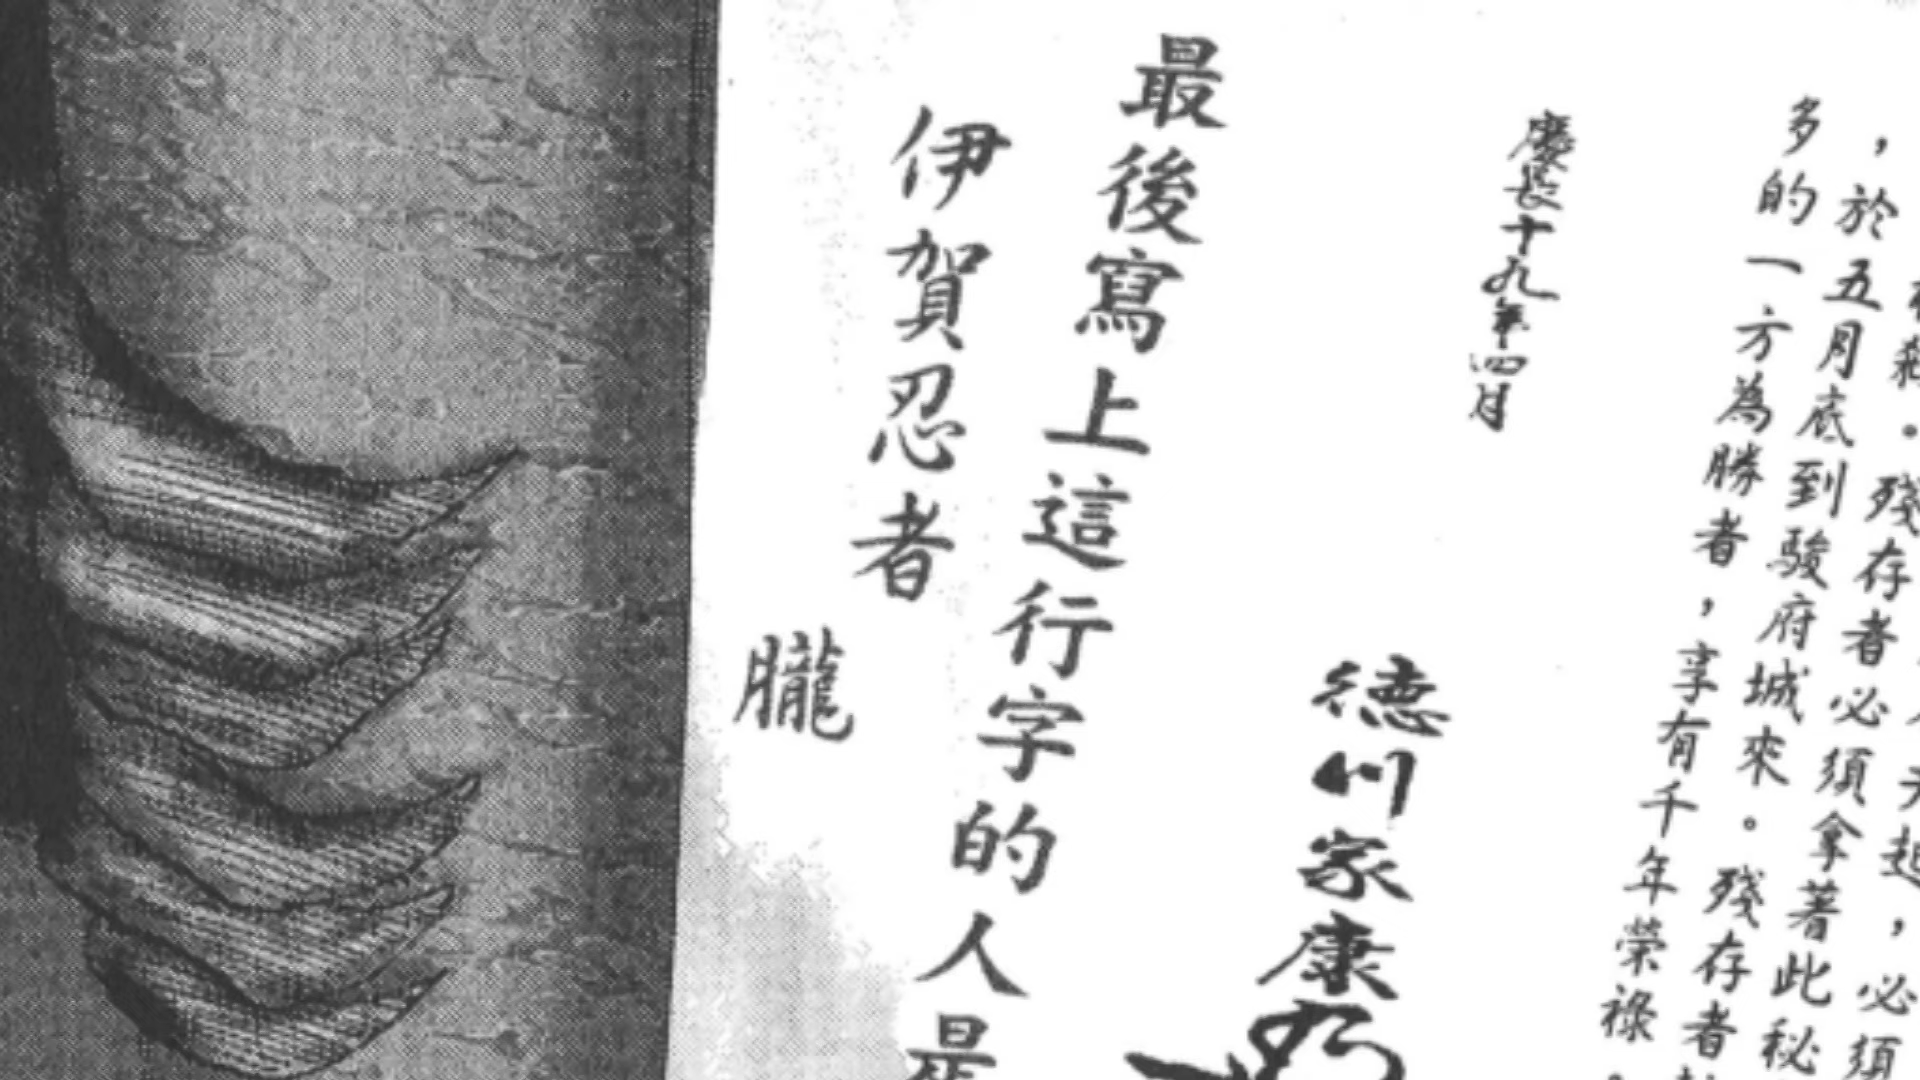 殘存者必須拿著此
，於五月底到駿府城來。殘存者
多的一方為勝者，享有千年榮祿。
慶長十九年四月
德川家康
最後寫上這行字的人是
伊賀忍者
朧